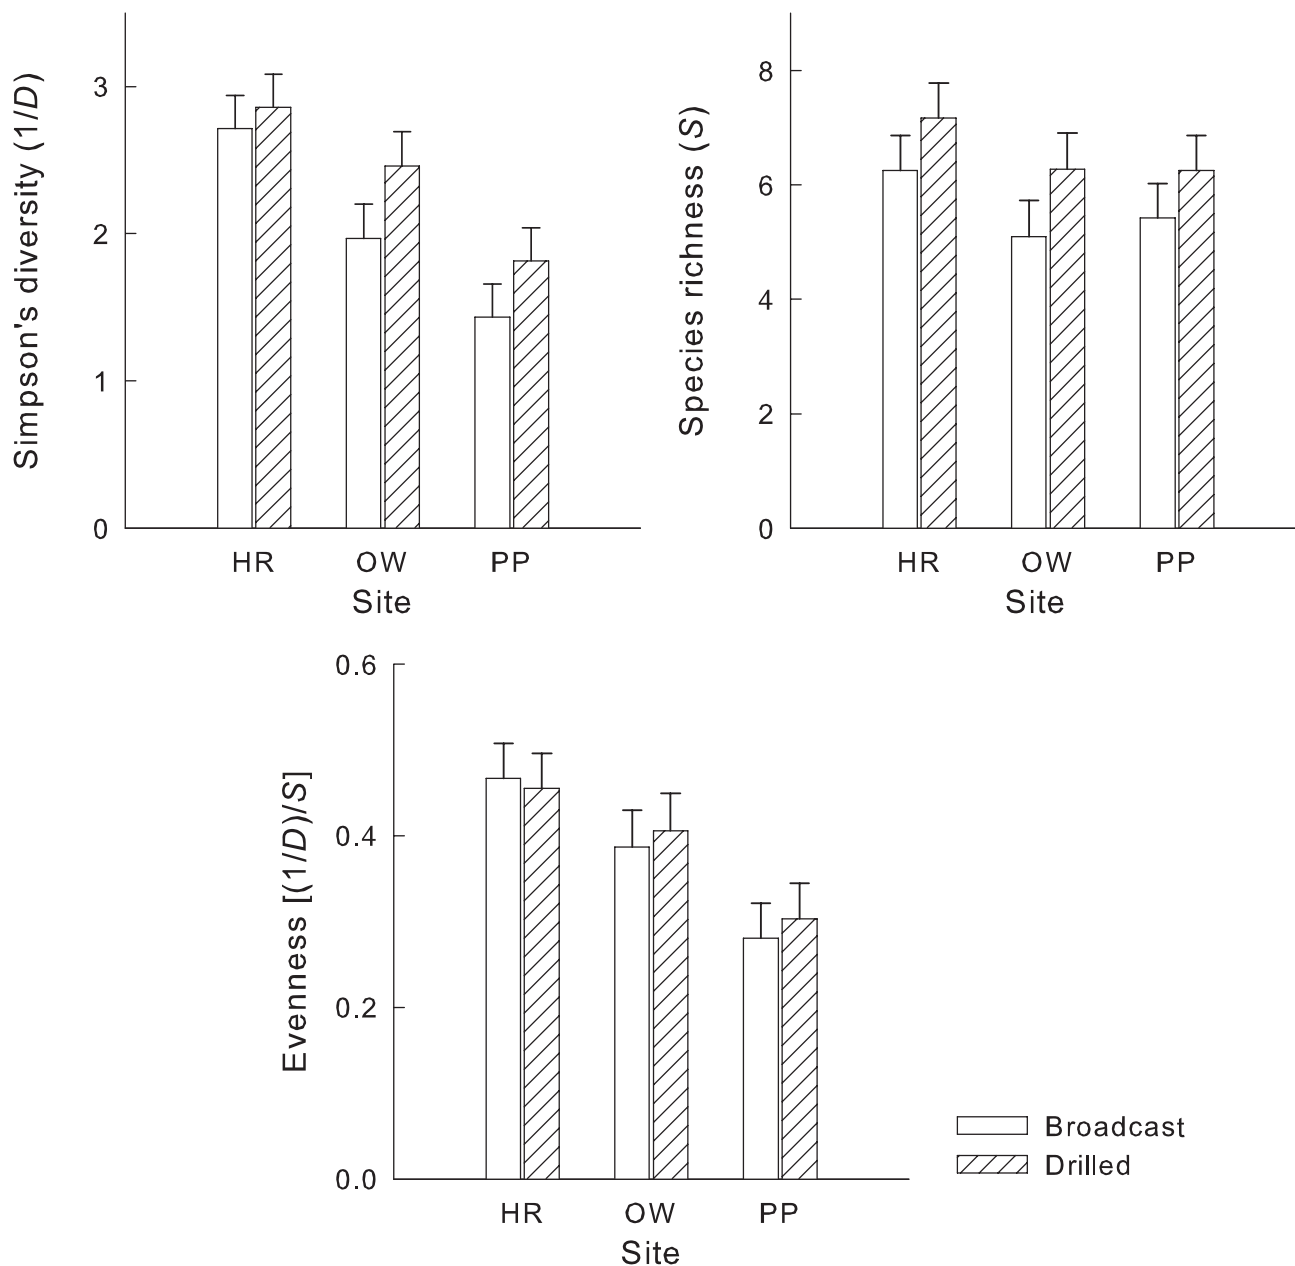 Simpson's diversity (1/D)
3
2
1
0
HR OW PP
Site
Species richness (S)
8
6
4
2
0
HR OW PP
Site
Evenness [(1/D)/S]
0.6
0.4
0.2
0.0
HR OW PP
Site
Broadcast
Drilled